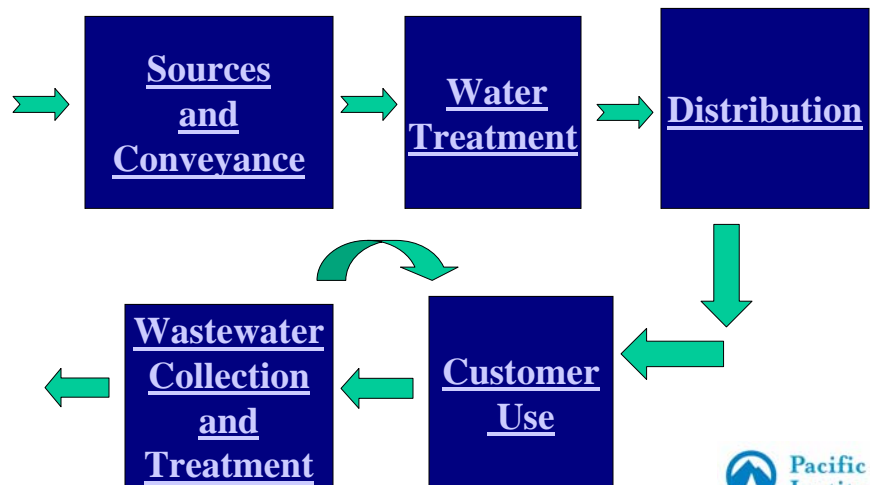 Sources
and
Conveyance
Water
Treatment
Distribution
Customer
Use
Wastewater
Collection
and
Treatment
Pacific